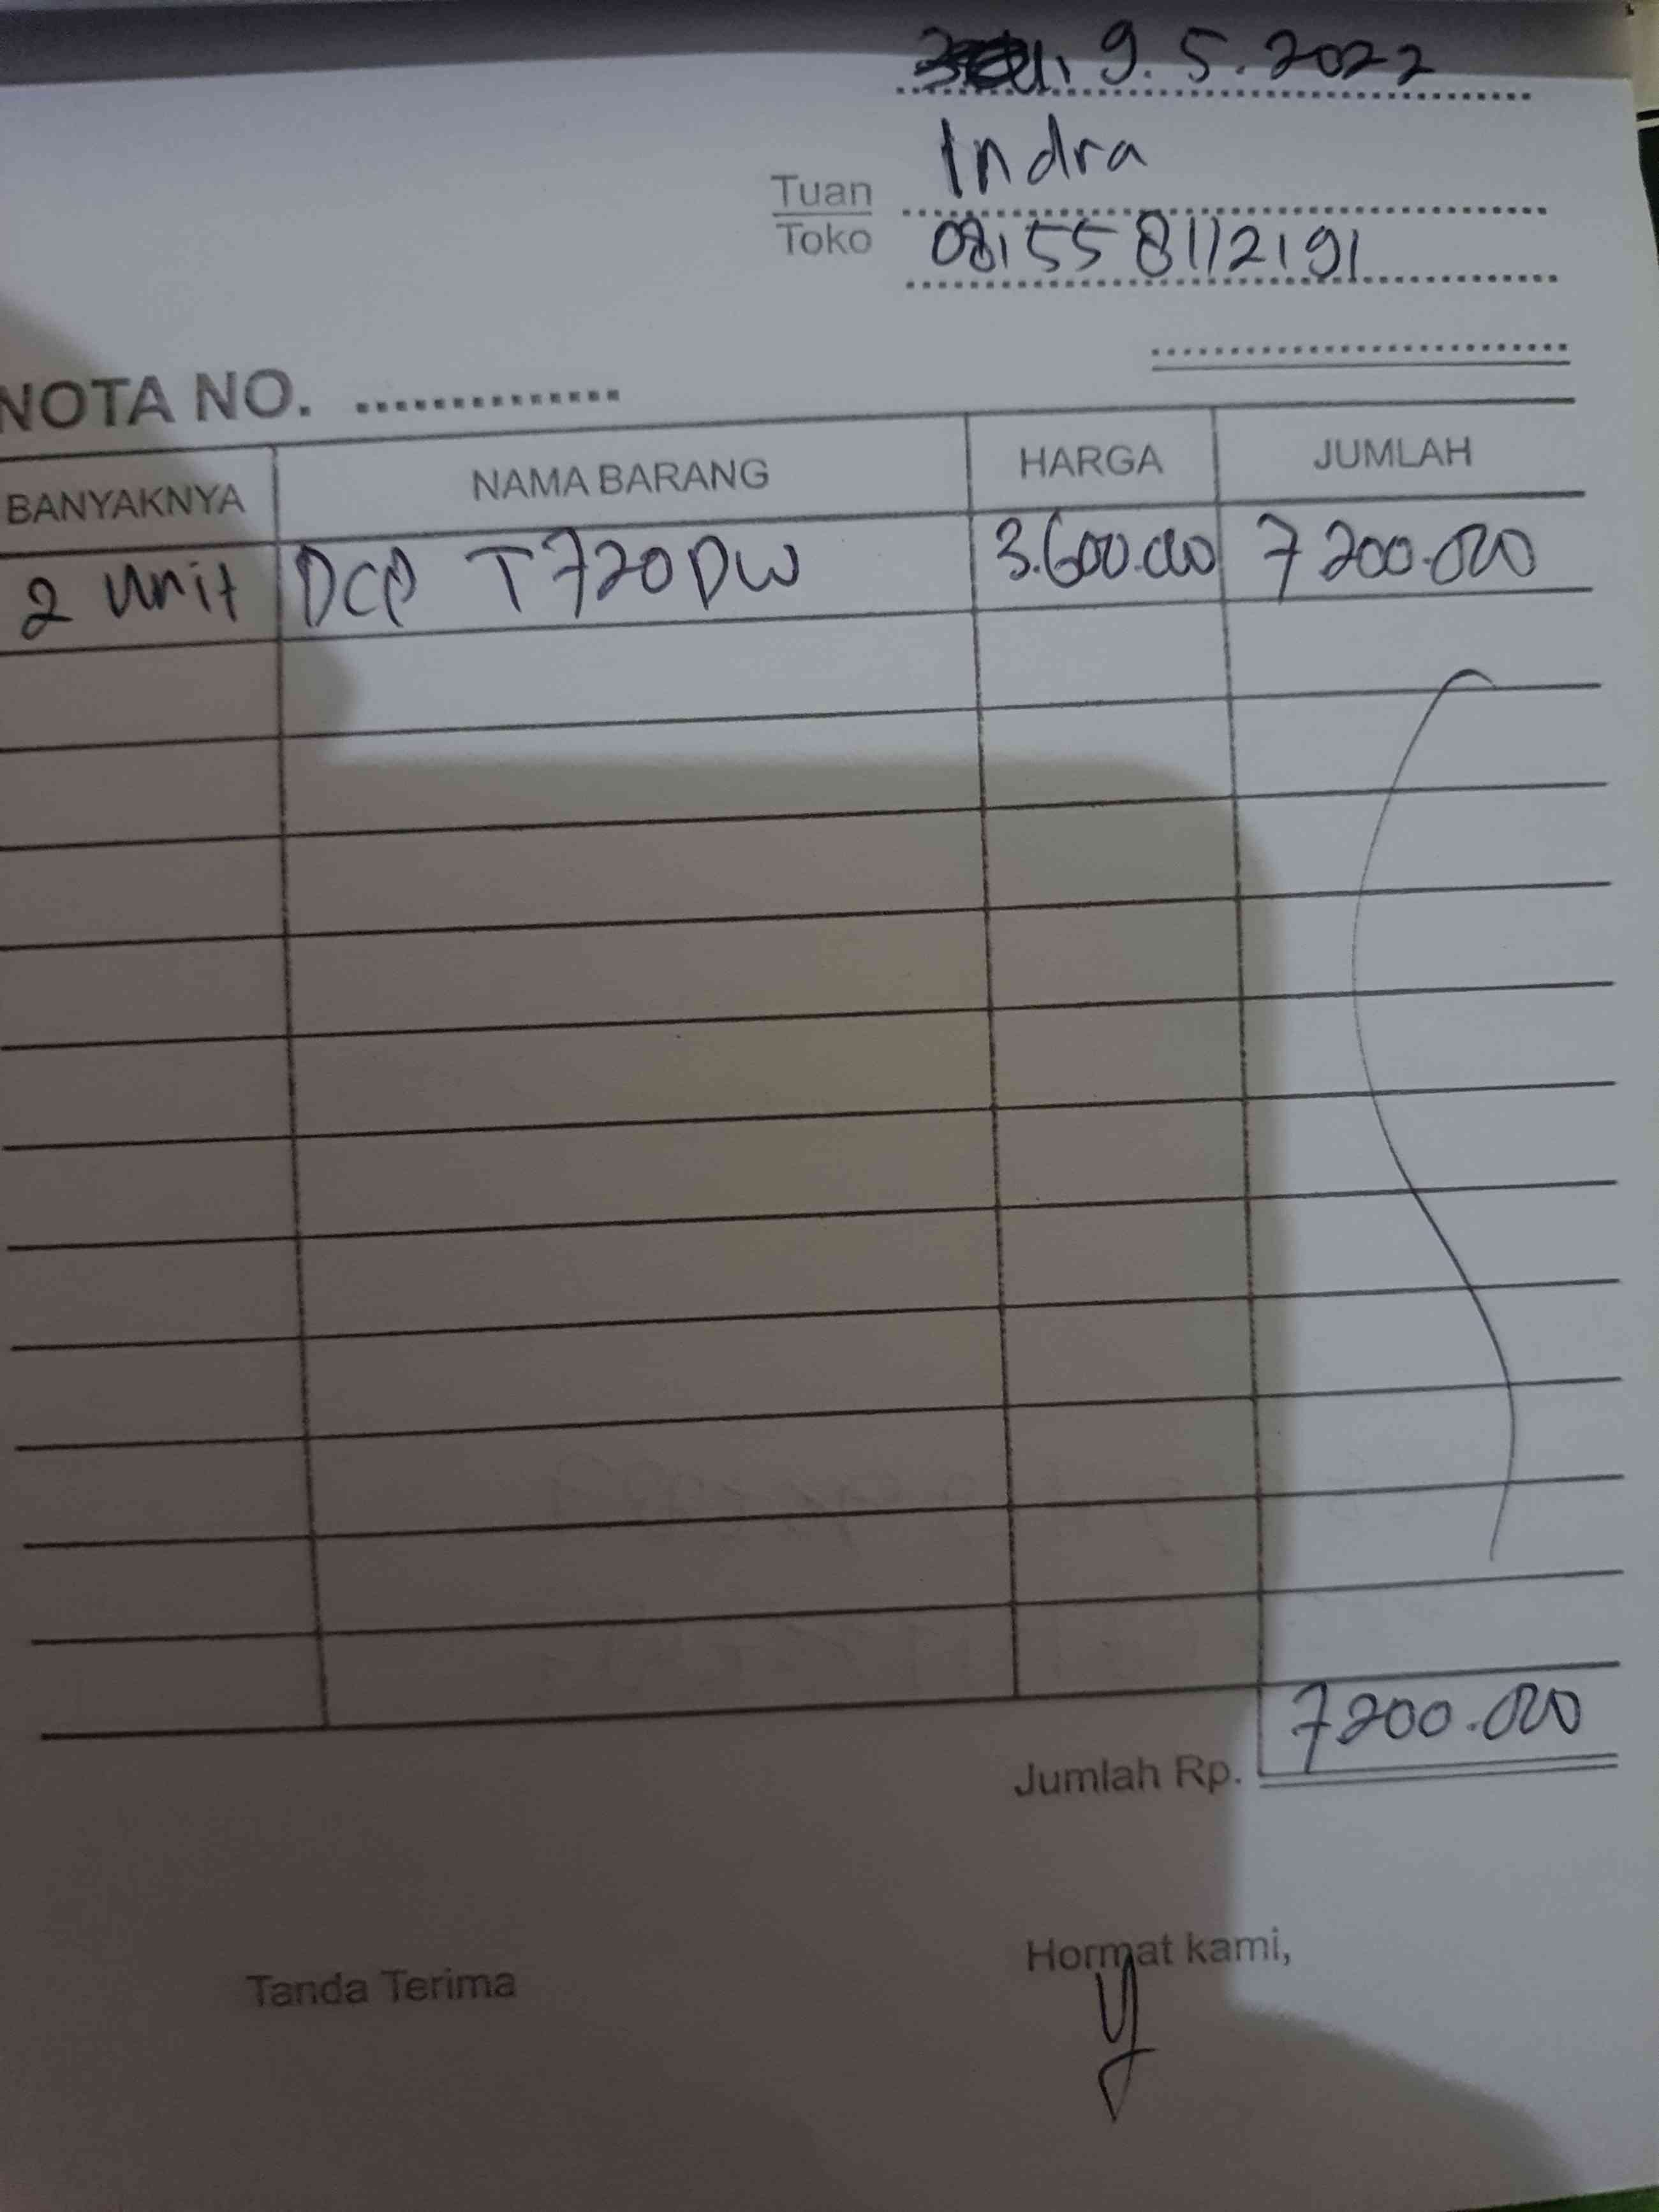 9.5.2022
Indra
Tuan
Toko
081558112191
NOTA NO. ..............
BANYAKNYA NAMA BARANG HARGA JUMLAH
2 Unit DCP T720DW 3.600.000 7200.000
Jumlah Rp. 7200.000
Tanda Terima Hormat kami,